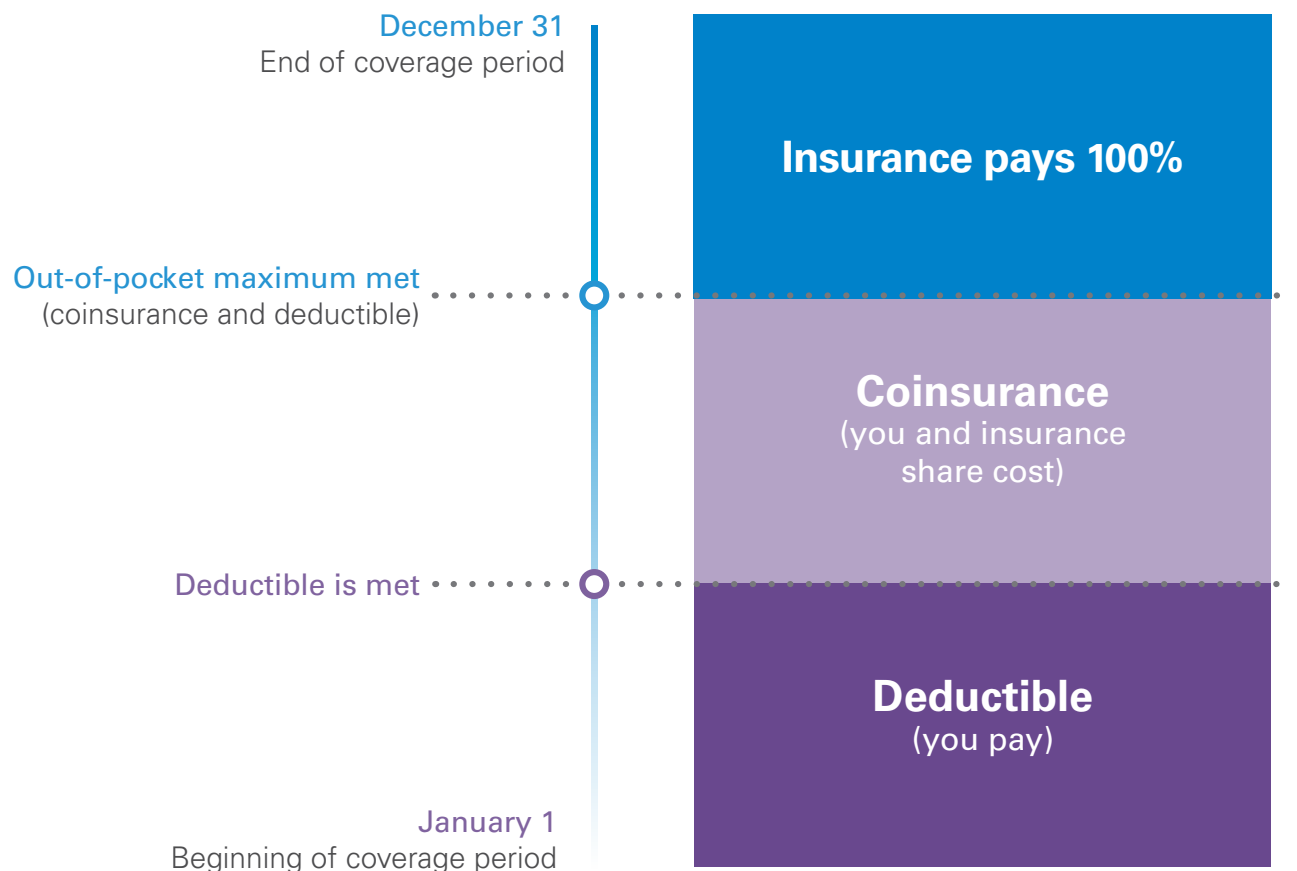 December 31
End of coverage period
Insurance pays 100%
Out-of-pocket maximum met
(coinsurance and deductible)
Coinsurance
(you and insurance
share cost)
Deductible is met
Deductible
(you pay)
January 1
Beginning of coverage period